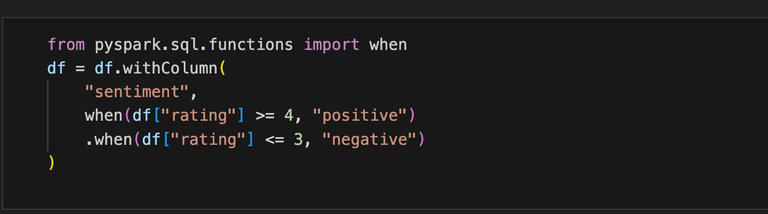 from pyspark.sql.functions import when
df = df.withColumn(
    "sentiment",
    when(df["rating"] >= 4, "positive")
    .when(df["rating"] <= 3, "negative")
)